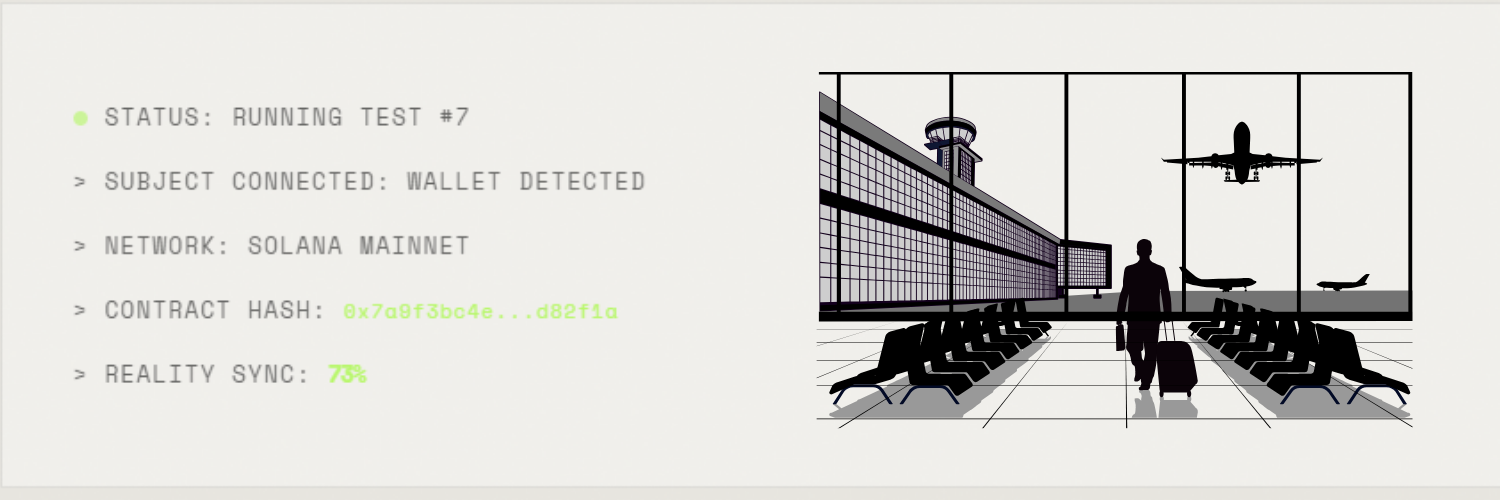 STATUS: RUNNING TEST #7
> SUBJECT CONNECTED: WALLET DETECTED
> NETWORK: SOLANA MAINNET
> CONTRACT HASH: 0x7a9f3bc4e...d82f1a
> REALITY SYNC: 73%